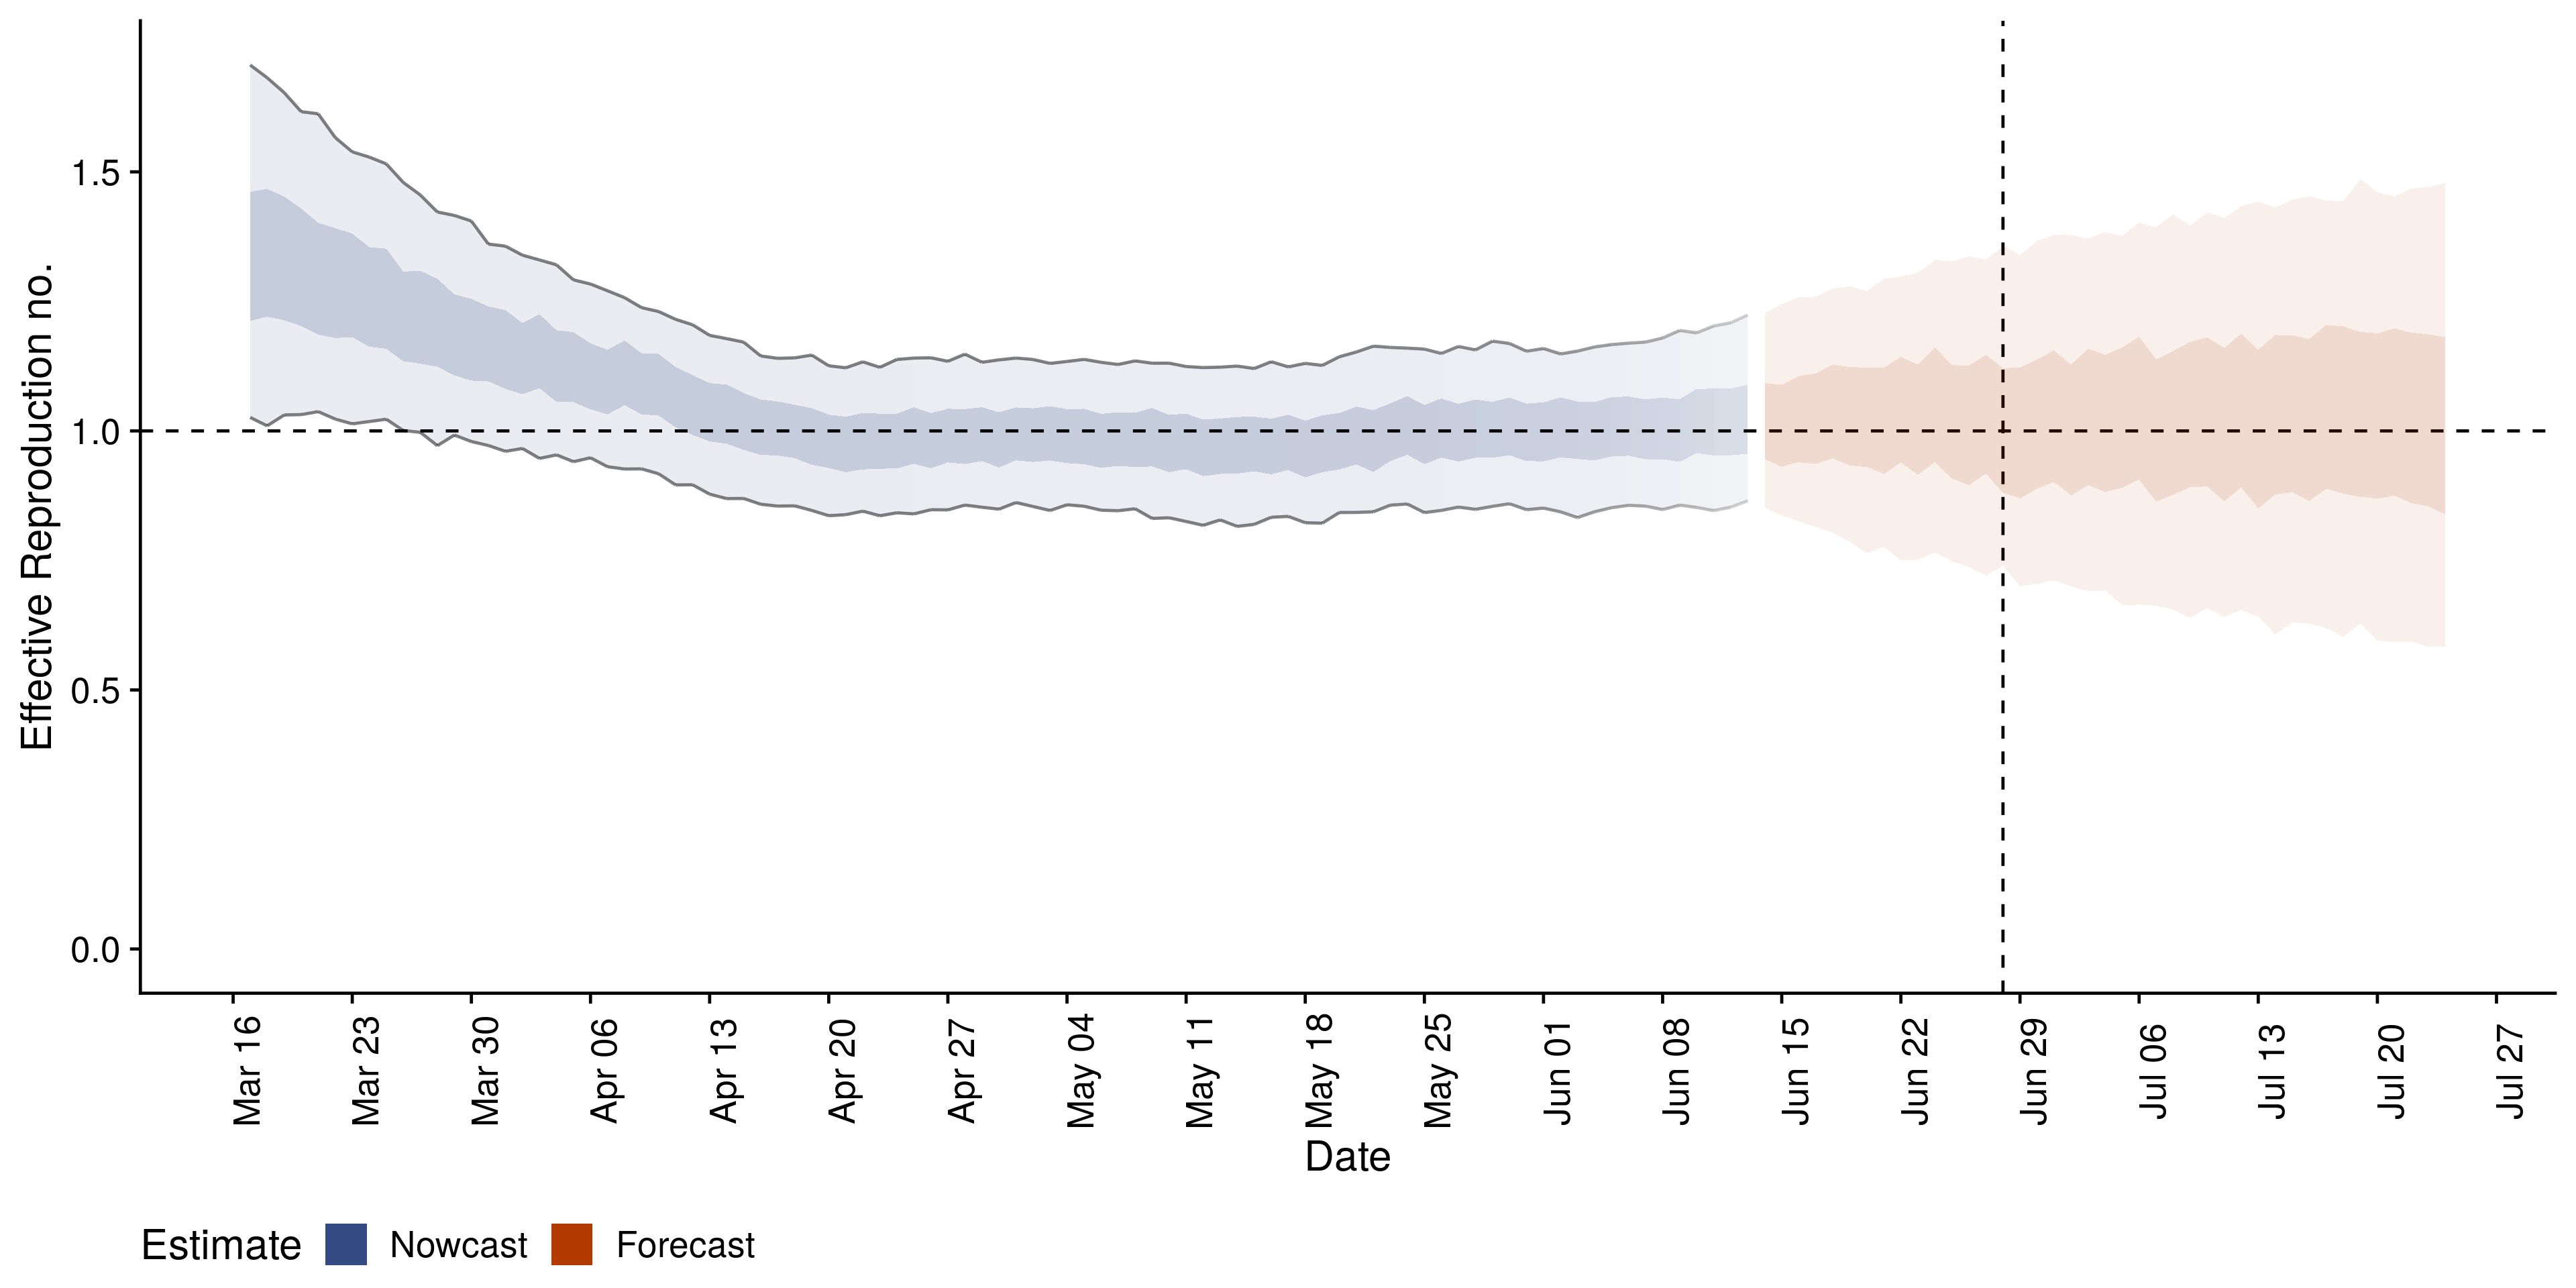 Effective Reproduction no.
1.5
1.0
0.5
0.0
Mar 16
Mar 23
Mar 30
Apr 06
Apr 13
Apr 20
Apr 27
May 04
May 11
May 18
May 25
Jun 01
Jun 08
Jun 15
Jun 22
Jun 29
Jul 06
Jul 13
Jul 20
Jul 27
Date
Estimate Nowcast Forecast